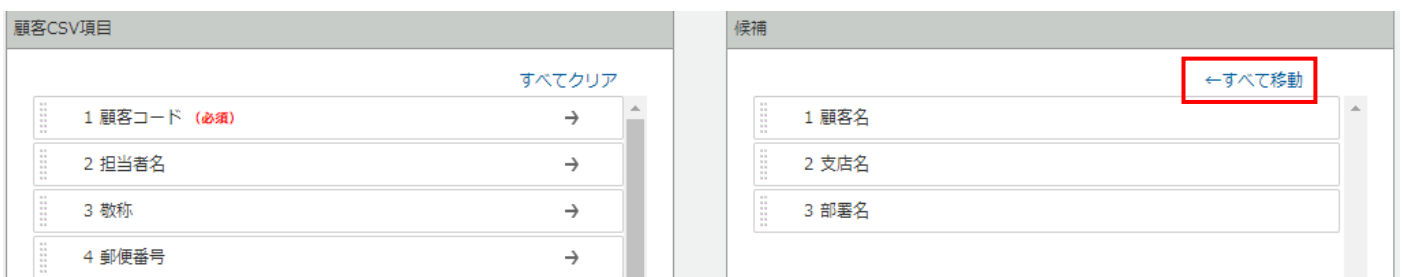 顧客CSV項目
すべてクリア
1 顧客コード (必須) →
2 担当者名 →
3 敬称 →
4 郵便番号 →
候補
←すべて移動
1 顧客名
2 支店名
3 部署名